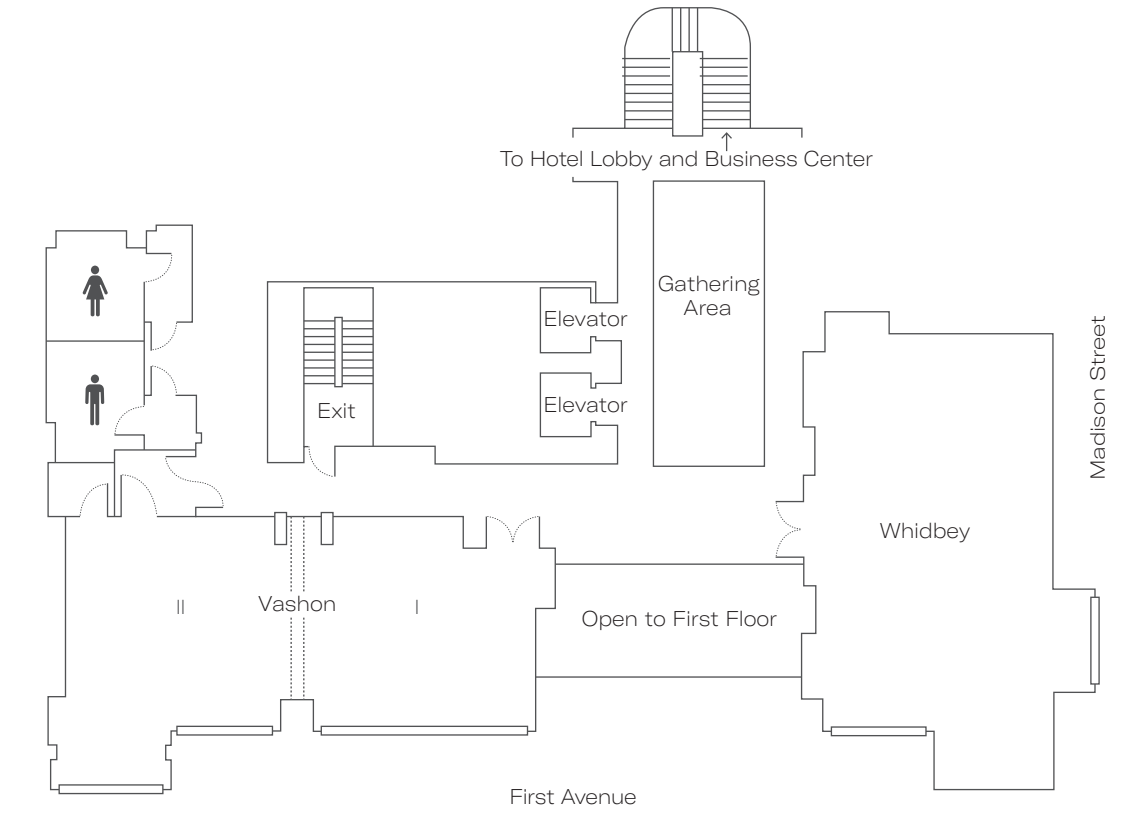 To Hotel Lobby and Business Center
Gathering
Area
Elevator
Elevator
Exit
Madison Street
Whidbey
II
Vashon
I
Open to First Floor
First Avenue